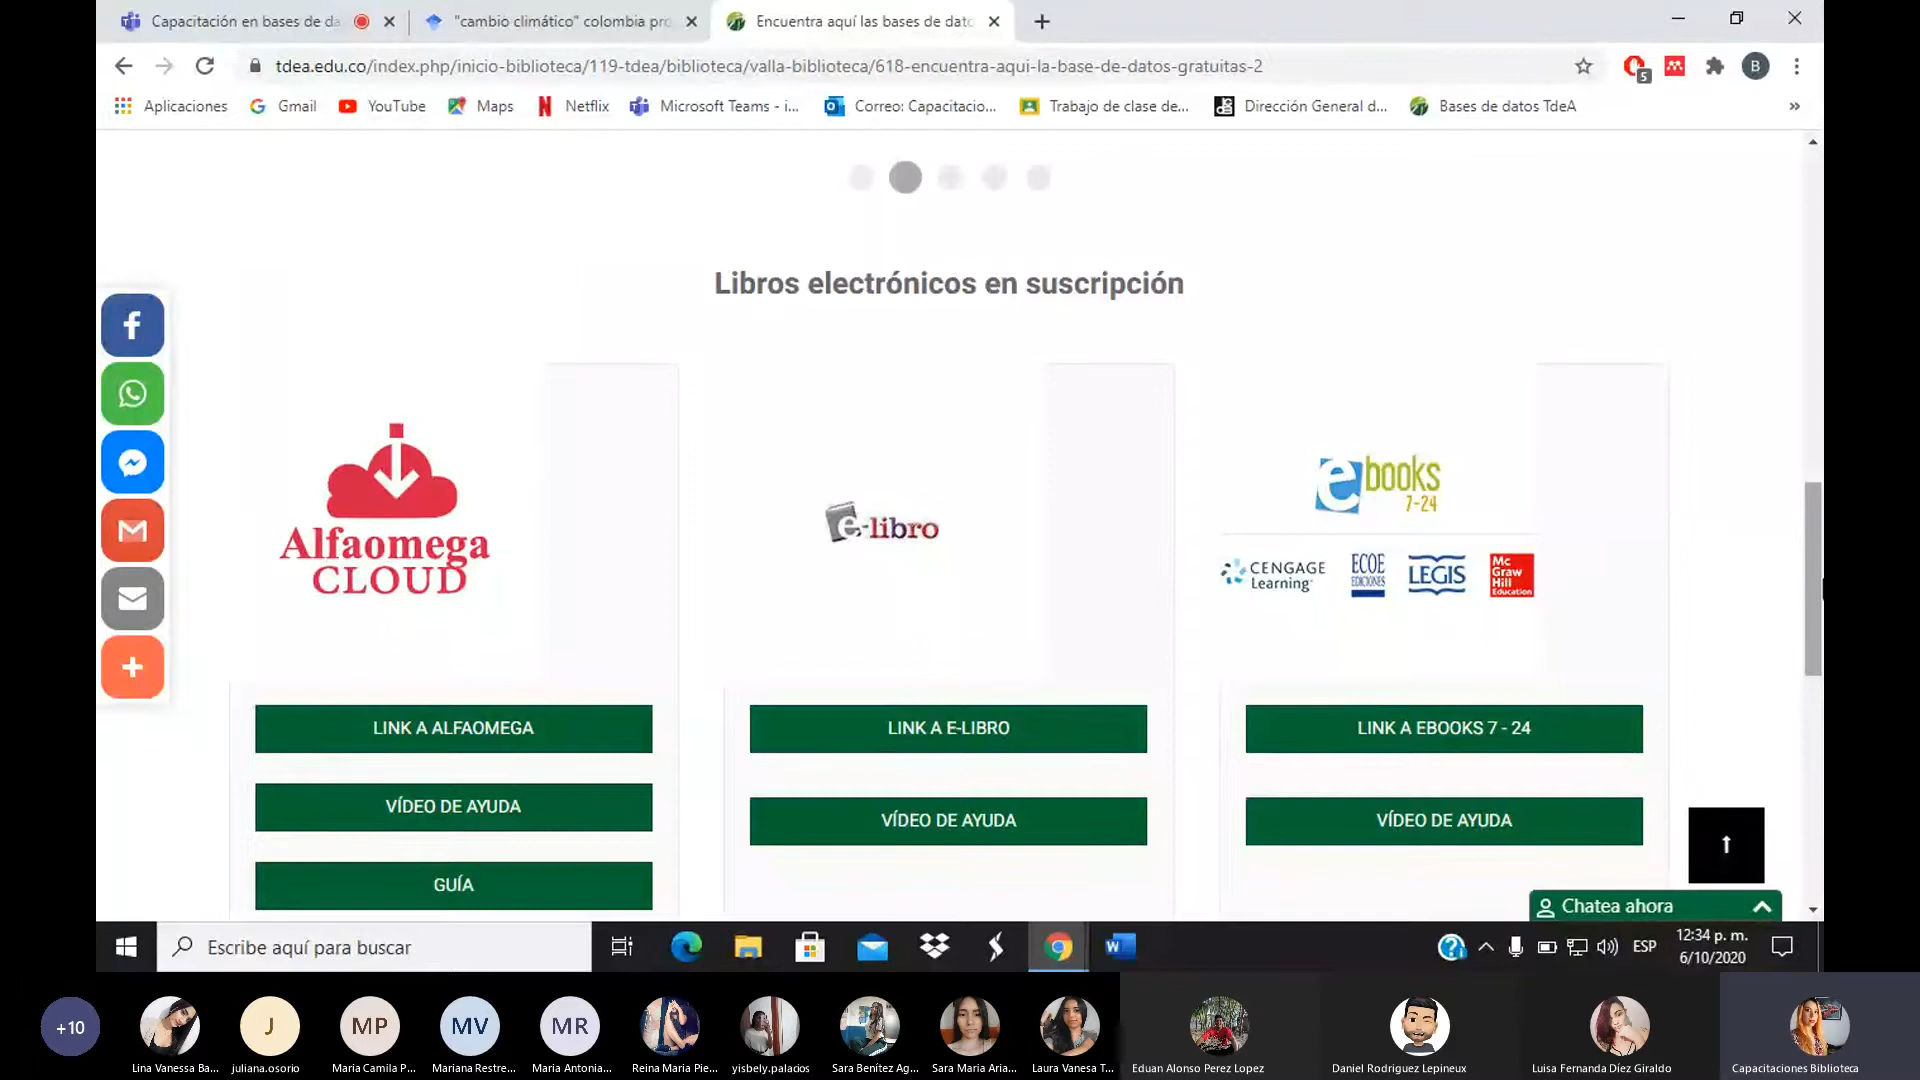 Capacitación en bases de da
"cambio climático" colombia pro
Encuentra aquí las bases de dato
tdea.edu.co/index.php/inicio-biblioteca/119-tdea/biblioteca/valla-biblioteca/618-encuentra-aqui-la-base-de-datos-gratuitas-2
5
B
Aplicaciones
Gmail
YouTube
Maps
Netflix
Microsoft Teams - i...
Correo: Capacitacio...
Trabajo de clase de...
Dirección General d...
Bases de datos TdeA
Libros electrónicos en suscripción
Alfaomega
CLOUD
e-libro
ebooks
7-24
CENGAGE
Learning
ECOE
EDICIONES
LEGIS
Mc
Graw
Hill
Education
LINK A ALFAOMEGA
LINK A E-LIBRO
LINK A EBOOKS 7 - 24
VÍDEO DE AYUDA
VÍDEO DE AYUDA
VÍDEO DE AYUDA
GUÍA
Chatea ahora
Escribe aquí para buscar
ESP
12:34 p. m.
6/10/2020
+10
J
MP
MV
MR
Lina Vanessa Ba...
juliana.osorio
Maria Camila P...
Mariana Restre...
Maria Antonia...
Reina Maria Pie...
yisbely.palacios
Sara Benítez Ag...
Sara Maria Aria...
Laura Vanesa T...
Eduan Alonso Perez Lopez
Daniel Rodriguez Lepineux
Luisa Fernanda Díez Giraldo
Capacitaciones Biblioteca